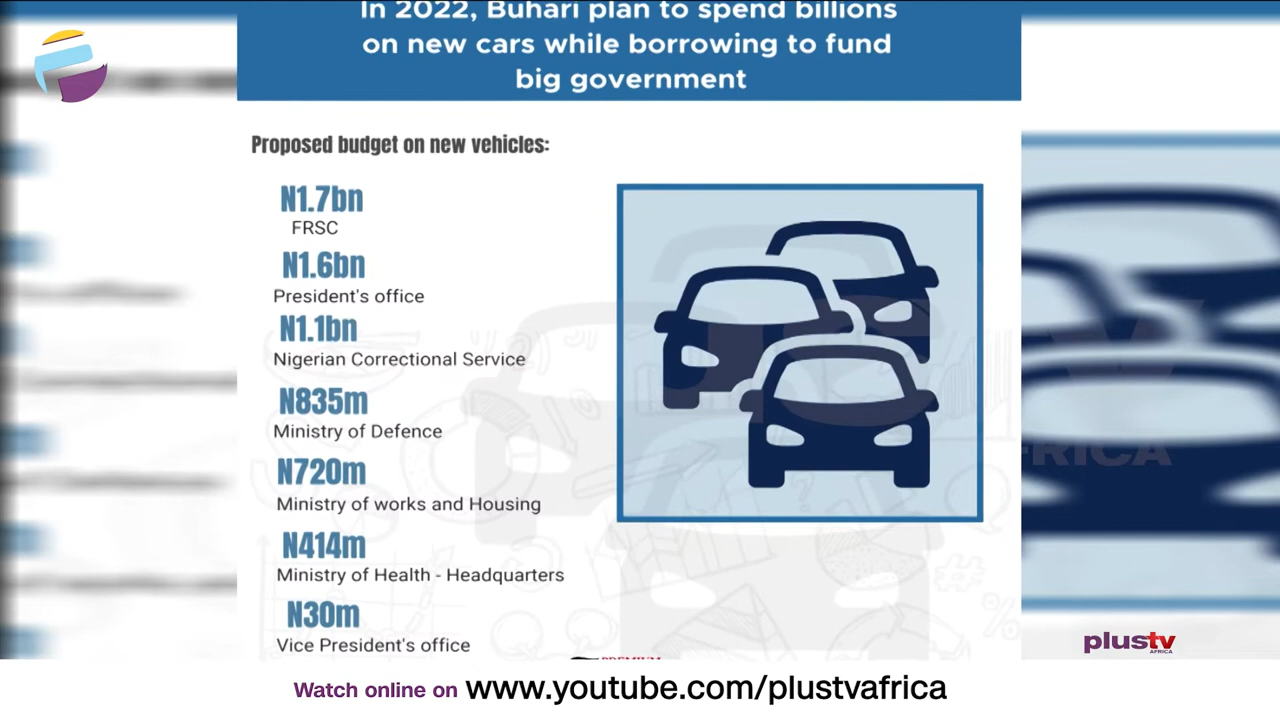 In 2022, Buhari plan to spend billions
on new cars while borrowing to fund
big government
Proposed budget on new vehicles:
N1.7bn
FRSC
N1.6bn
President's office
N1.1bn
Nigerian Correctional Service
N835m
Ministry of Defence
N720m
Ministry of works and Housing
N414m
Ministry of Health - Headquarters
N30m
Vice President's office
PREMIUM
plustv
AFRICA
Watch online on www.youtube.com/plustvafrica